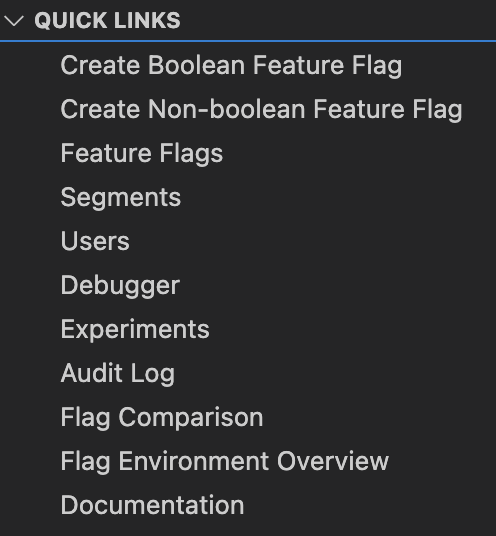 QUICK LINKS
Create Boolean Feature Flag
Create Non-boolean Feature Flag
Feature Flags
Segments
Users
Debugger
Experiments
Audit Log
Flag Comparison
Flag Environment Overview
Documentation